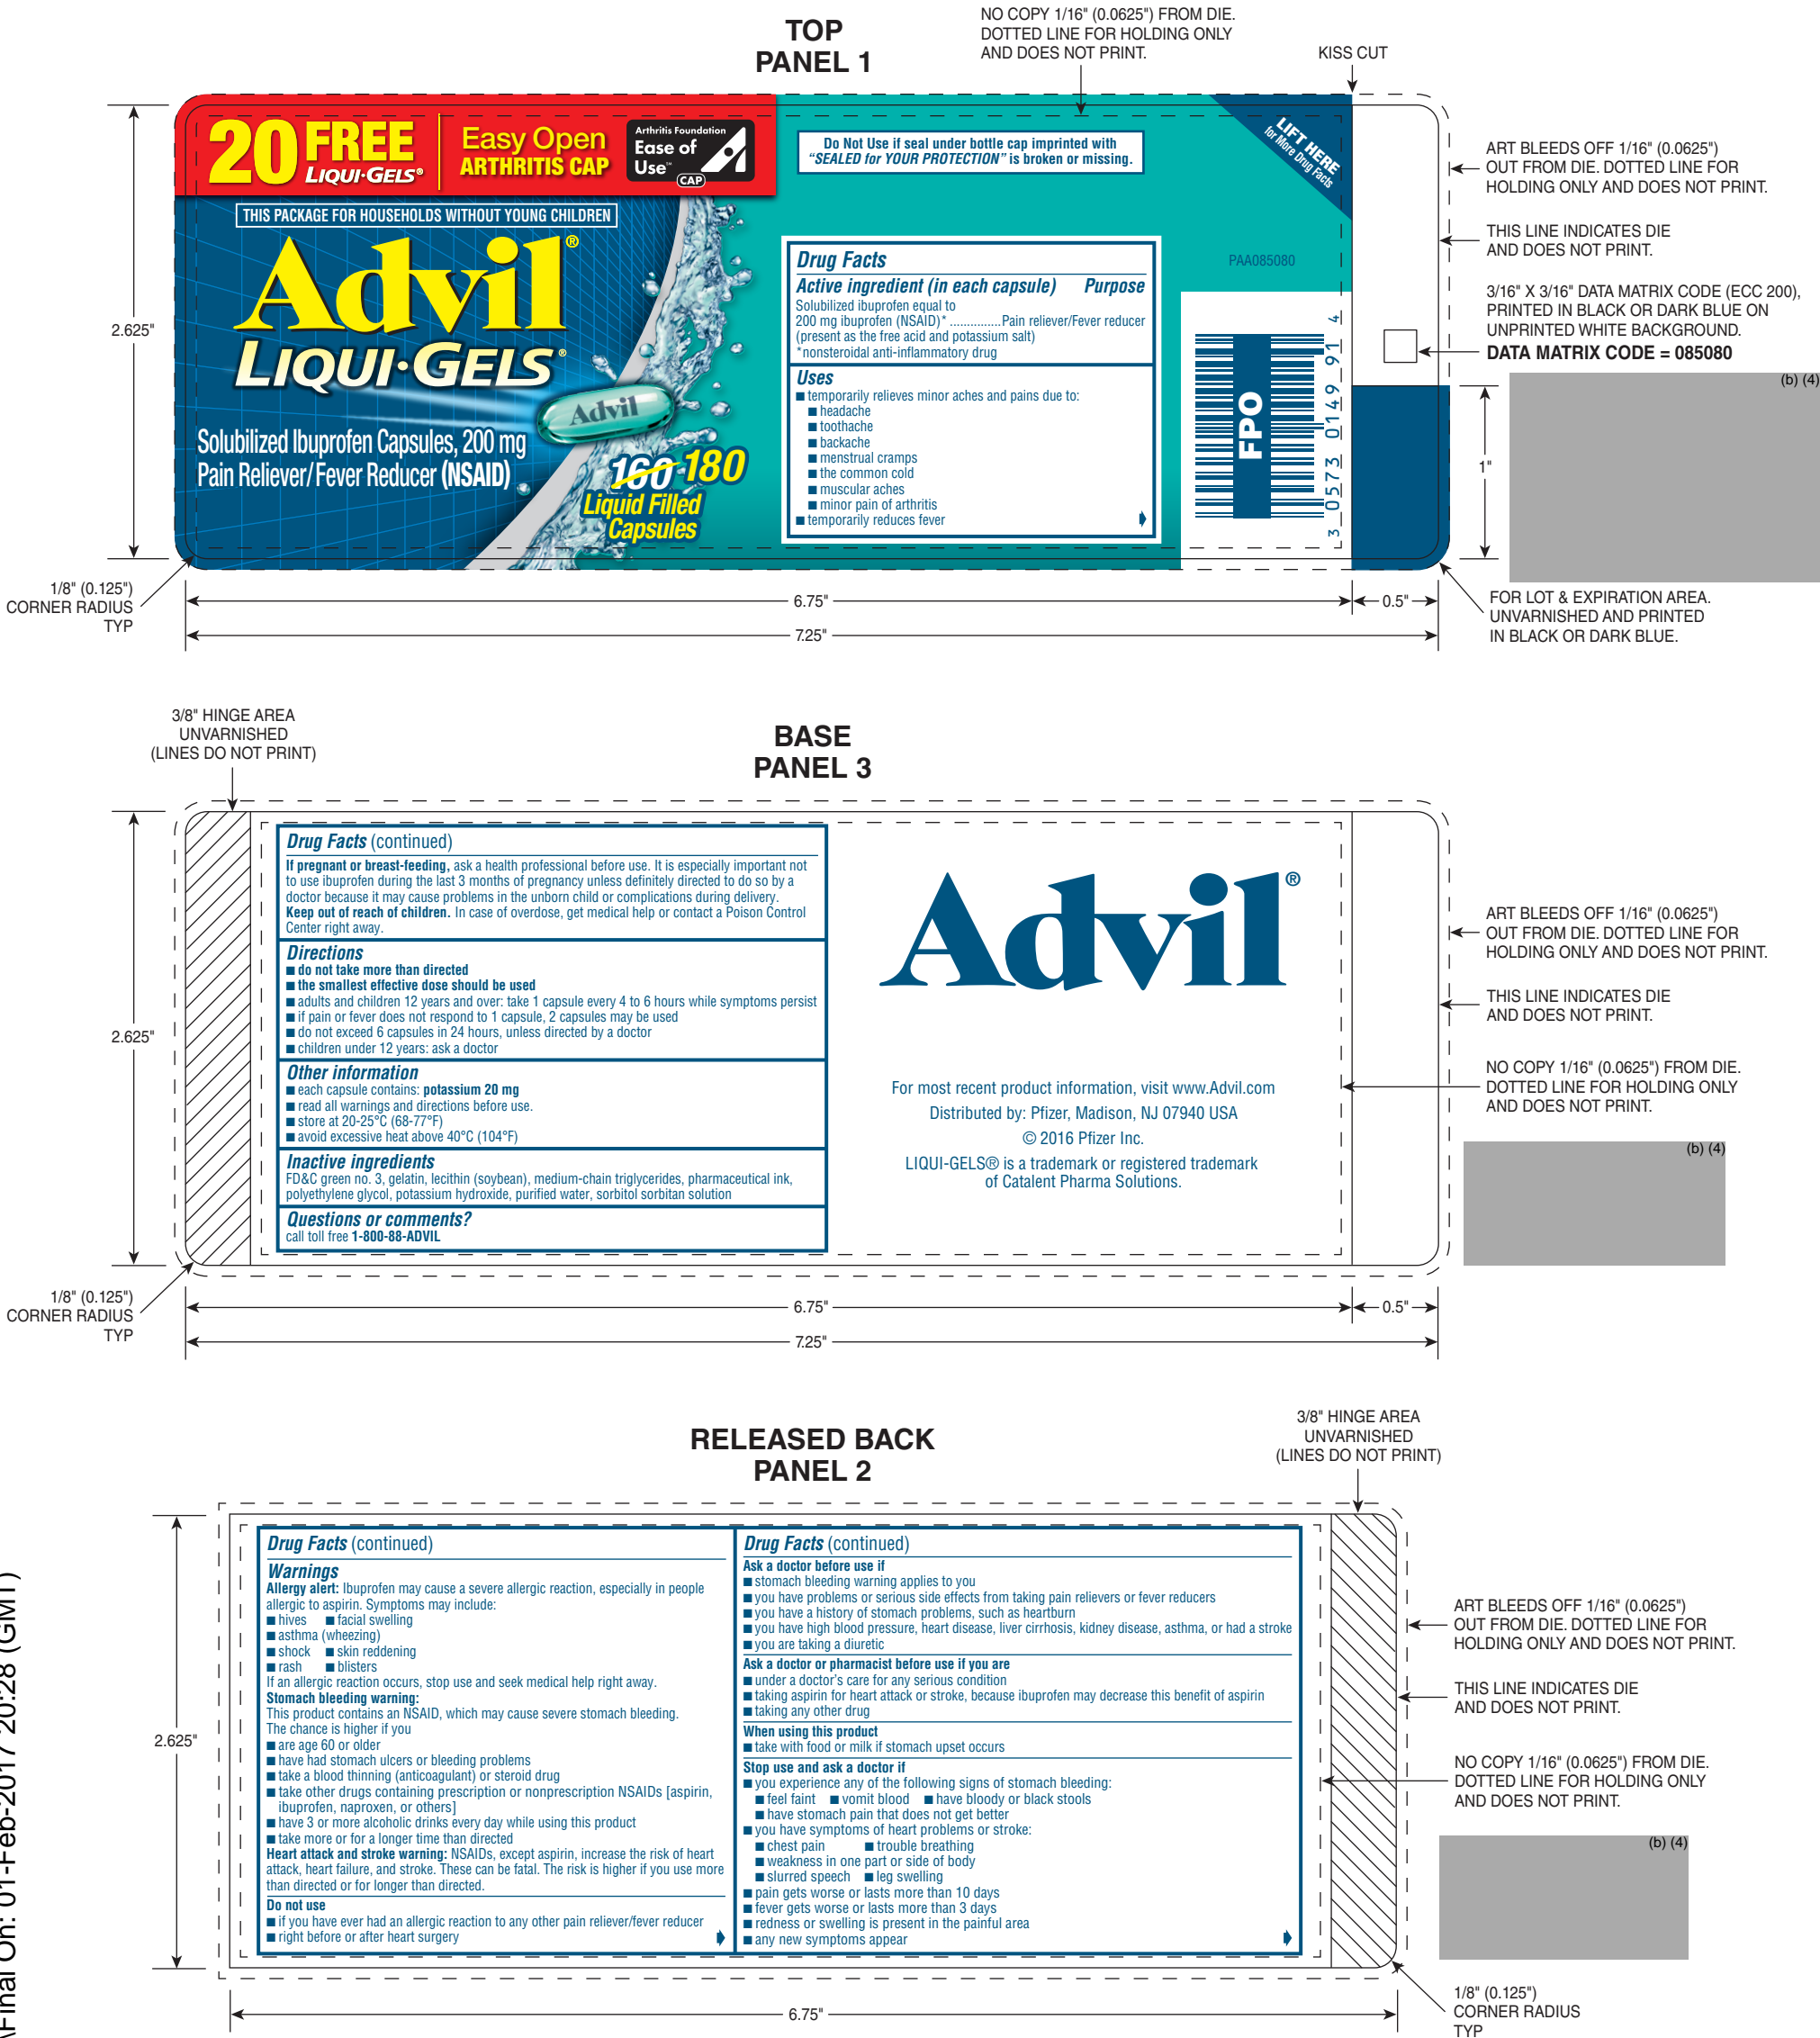 TOP
PANEL 1
NO COPY 1/16" (0.0625") FROM DIE.
DOTTED LINE FOR HOLDING ONLY
AND DOES NOT PRINT.
KISS CUT
20 FREE
LIQUI•GELS®
Easy Open
ARTHRITIS CAP
Arthritis Foundation
Ease of
Use™
CAP
THIS PACKAGE FOR HOUSEHOLDS WITHOUT YOUNG CHILDREN
Advil®
LIQUI•GELS®
Advil
Solubilized Ibuprofen Capsules, 200 mg
Pain Reliever/Fever Reducer (NSAID)
160 180
Liquid Filled
Capsules
Do Not Use if seal under bottle cap imprinted with
"SEALED for YOUR PROTECTION" is broken or missing.
LIFT HERE
for More Drug Facts
Drug Facts
Active ingredient (in each capsule) Purpose
Solubilized ibuprofen equal to
200 mg ibuprofen (NSAID)* ...............Pain reliever/Fever reducer
(present as the free acid and potassium salt)
*nonsteroidal anti-inflammatory drug
Uses
■ temporarily relieves minor aches and pains due to:
■ headache
■ toothache
■ backache
■ menstrual cramps
■ the common cold
■ muscular aches
■ minor pain of arthritis
■ temporarily reduces fever
PAA085080
FPO
3 0573 0149 91 4
ART BLEEDS OFF 1/16" (0.0625")
OUT FROM DIE. DOTTED LINE FOR
HOLDING ONLY AND DOES NOT PRINT.
THIS LINE INDICATES DIE
AND DOES NOT PRINT.
3/16" X 3/16" DATA MATRIX CODE (ECC 200),
PRINTED IN BLACK OR DARK BLUE ON
UNPRINTED WHITE BACKGROUND.
DATA MATRIX CODE = 085080
(b) (4)
2.625"
1"
1/8" (0.125")
CORNER RADIUS
TYP
6.75"
0.5"
7.25"
FOR LOT & EXPIRATION AREA.
UNVARNISHED AND PRINTED
IN BLACK OR DARK BLUE.
3/8" HINGE AREA
UNVARNISHED
(LINES DO NOT PRINT)
BASE
PANEL 3
Drug Facts (continued)
If pregnant or breast-feeding, ask a health professional before use. It is especially important not
to use ibuprofen during the last 3 months of pregnancy unless definitely directed to do so by a
doctor because it may cause problems in the unborn child or complications during delivery.
Keep out of reach of children. In case of overdose, get medical help or contact a Poison Control
Center right away.
Directions
■ do not take more than directed
■ the smallest effective dose should be used
■ adults and children 12 years and over: take 1 capsule every 4 to 6 hours while symptoms persist
■ if pain or fever does not respond to 1 capsule, 2 capsules may be used
■ do not exceed 6 capsules in 24 hours, unless directed by a doctor
■ children under 12 years: ask a doctor
Other information
■ each capsule contains: potassium 20 mg
■ read all warnings and directions before use.
■ store at 20-25°C (68-77°F)
■ avoid excessive heat above 40°C (104°F)
Inactive ingredients
FD&C green no. 3, gelatin, lecithin (soybean), medium-chain triglycerides, pharmaceutical ink,
polyethylene glycol, potassium hydroxide, purified water, sorbitol sorbitan solution
Questions or comments?
call toll free 1-800-88-ADVIL
Advil®
For most recent product information, visit www.Advil.com
Distributed by: Pfizer, Madison, NJ 07940 USA
© 2016 Pfizer Inc.
LIQUI-GELS® is a trademark or registered trademark
of Catalent Pharma Solutions.
ART BLEEDS OFF 1/16" (0.0625")
OUT FROM DIE. DOTTED LINE FOR
HOLDING ONLY AND DOES NOT PRINT.
THIS LINE INDICATES DIE
AND DOES NOT PRINT.
NO COPY 1/16" (0.0625") FROM DIE.
DOTTED LINE FOR HOLDING ONLY
AND DOES NOT PRINT.
(b) (4)
2.625"
1/8" (0.125")
CORNER RADIUS
TYP
6.75"
0.5"
7.25"
RELEASED BACK
PANEL 2
3/8" HINGE AREA
UNVARNISHED
(LINES DO NOT PRINT)
Drug Facts (continued)
Warnings
Allergy alert: Ibuprofen may cause a severe allergic reaction, especially in people
allergic to aspirin. Symptoms may include:
■ hives ■ facial swelling
■ asthma (wheezing)
■ shock ■ skin reddening
■ rash ■ blisters
If an allergic reaction occurs, stop use and seek medical help right away.
Stomach bleeding warning:
This product contains an NSAID, which may cause severe stomach bleeding.
The chance is higher if you
■ are age 60 or older
■ have had stomach ulcers or bleeding problems
■ take a blood thinning (anticoagulant) or steroid drug
■ take other drugs containing prescription or nonprescription NSAIDs [aspirin,
ibuprofen, naproxen, or others]
■ have 3 or more alcoholic drinks every day while using this product
■ take more or for a longer time than directed
Heart attack and stroke warning: NSAIDs, except aspirin, increase the risk of heart
attack, heart failure, and stroke. These can be fatal. The risk is higher if you use more
than directed or for longer than directed.
Do not use
■ if you have ever had an allergic reaction to any other pain reliever/fever reducer
■ right before or after heart surgery
Drug Facts (continued)
Ask a doctor before use if
■ stomach bleeding warning applies to you
■ you have problems or serious side effects from taking pain relievers or fever reducers
■ you have a history of stomach problems, such as heartburn
■ you have high blood pressure, heart disease, liver cirrhosis, kidney disease, asthma, or had a stroke
■ you are taking a diuretic
Ask a doctor or pharmacist before use if you are
■ under a doctor's care for any serious condition
■ taking aspirin for heart attack or stroke, because ibuprofen may decrease this benefit of aspirin
■ taking any other drug
When using this product
■ take with food or milk if stomach upset occurs
Stop use and ask a doctor if
■ you experience any of the following signs of stomach bleeding:
■ feel faint ■ vomit blood ■ have bloody or black stools
■ have stomach pain that does not get better
■ you have symptoms of heart problems or stroke:
■ chest pain ■ trouble breathing
■ weakness in one part or side of body
■ slurred speech ■ leg swelling
■ pain gets worse or lasts more than 10 days
■ fever gets worse or lasts more than 3 days
■ redness or swelling is present in the painful area
■ any new symptoms appear
ART BLEEDS OFF 1/16" (0.0625")
OUT FROM DIE. DOTTED LINE FOR
HOLDING ONLY AND DOES NOT PRINT.
THIS LINE INDICATES DIE
AND DOES NOT PRINT.
NO COPY 1/16" (0.0625") FROM DIE.
DOTTED LINE FOR HOLDING ONLY
AND DOES NOT PRINT.
(b) (4)
2.625"
6.75"
1/8" (0.125")
CORNER RADIUS
TYP
(Final On: 01-Feb-2017 20:28 (GMT)